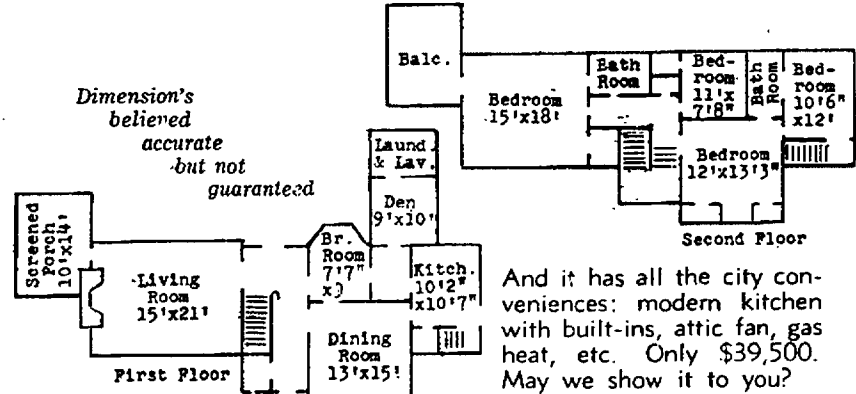 Dimension's
believed
accurate
but not
guaranteed
Balc.
Bedroom
15'x18'
Bath
Room
Bed-
room
11'x
7'8"
Bath
Room
Bed-
room
10'6"
x12'
Bedroom
12'x13'3"
Second Floor
Screened
Porch
10'x14'
Living
Room
15'x21'
Br.
Room
7'7"
x9
Laund.
& Lav.
Den
9'x10'
Kitch.
10'2"
x10'7"
Dining
Room
13'x15'
First Floor
And it has all the city con-
veniences: modern kitchen
with built-ins, attic fan, gas
heat, etc. Only $39,500.
May we show it to you?